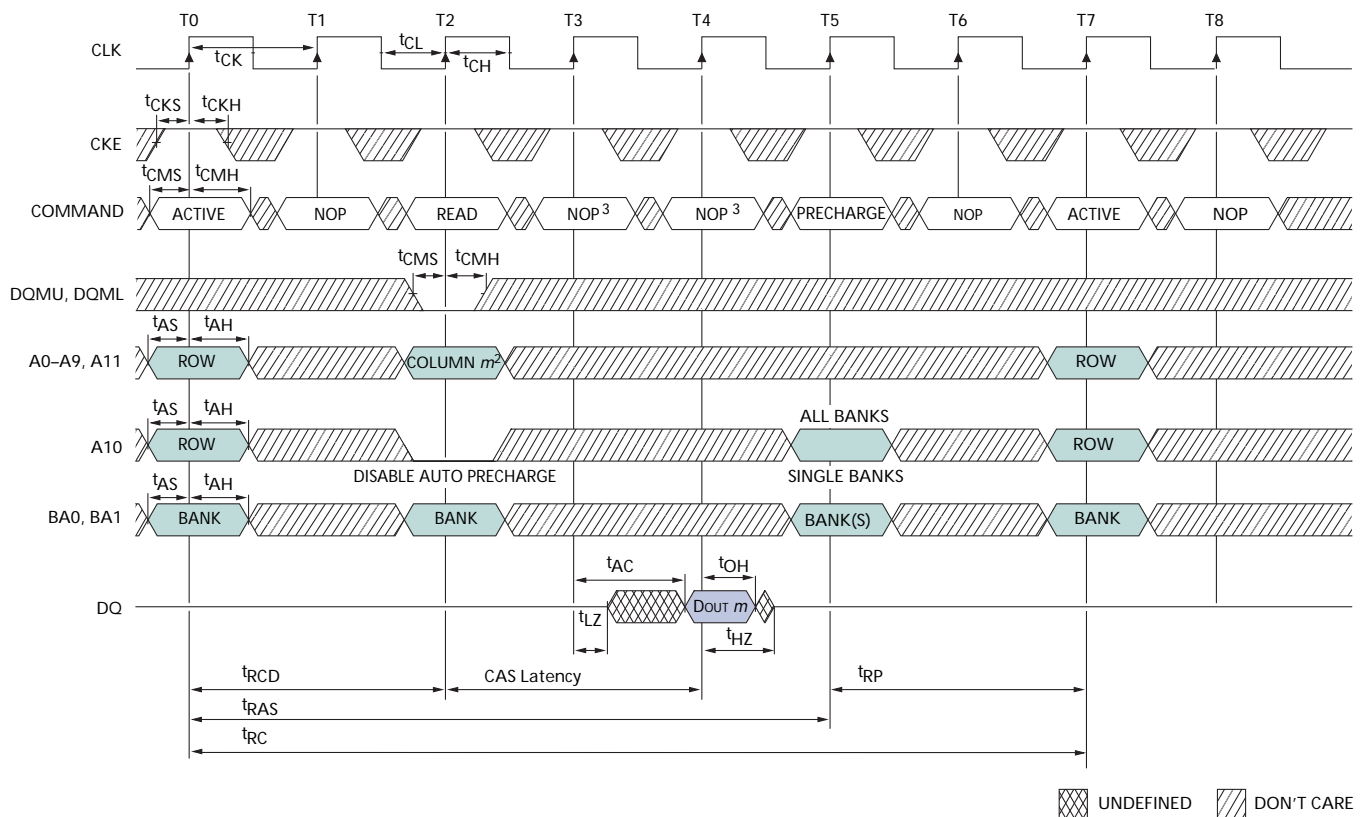 T0 T1 T2 T3 T4 T5 T6 T7 T8
CLK
tCK tCL tCH
tCKS tCKH
CKE
tCMS tCMH
COMMAND ACTIVE NOP READ NOP3 NOP3 PRECHARGE NOP ACTIVE NOP
tCMS tCMH
DQMU, DQML
tAS tAH
A0–A9, A11 ROW COLUMN m2 ROW
tAS tAH ALL BANKS
A10 ROW ROW
DISABLE AUTO PRECHARGE SINGLE BANKS
tAS tAH
BA0, BA1 BANK BANK BANK(S) BANK
tAC tOH
DQ DOUT m
tLZ tHZ
tRCD CAS Latency tRP
tRAS
tRC
UNDEFINED DON'T CARE